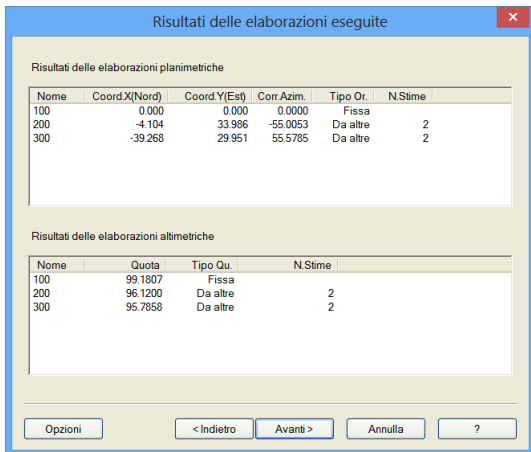 Risultati delle elaborazioni eseguite
Risultati delle elaborazioni planimetriche
Nome Coord.X(Nord) Coord.Y(Est) Corr.Azim. Tipo Or. N.Stime
100 0.000 0.000 0.0000 Fissa
200 -4.104 33.986 -55.0053 Da altre 2
300 -39.268 29.951 55.5785 Da altre 2
Risultati delle elaborazioni altimetriche
Nome Quota Tipo Qu. N.Stime
100 99.1807 Fissa
200 96.1200 Da altre 2
300 95.7858 Da altre 2
Opzioni < Indietro Avanti > Annulla ?